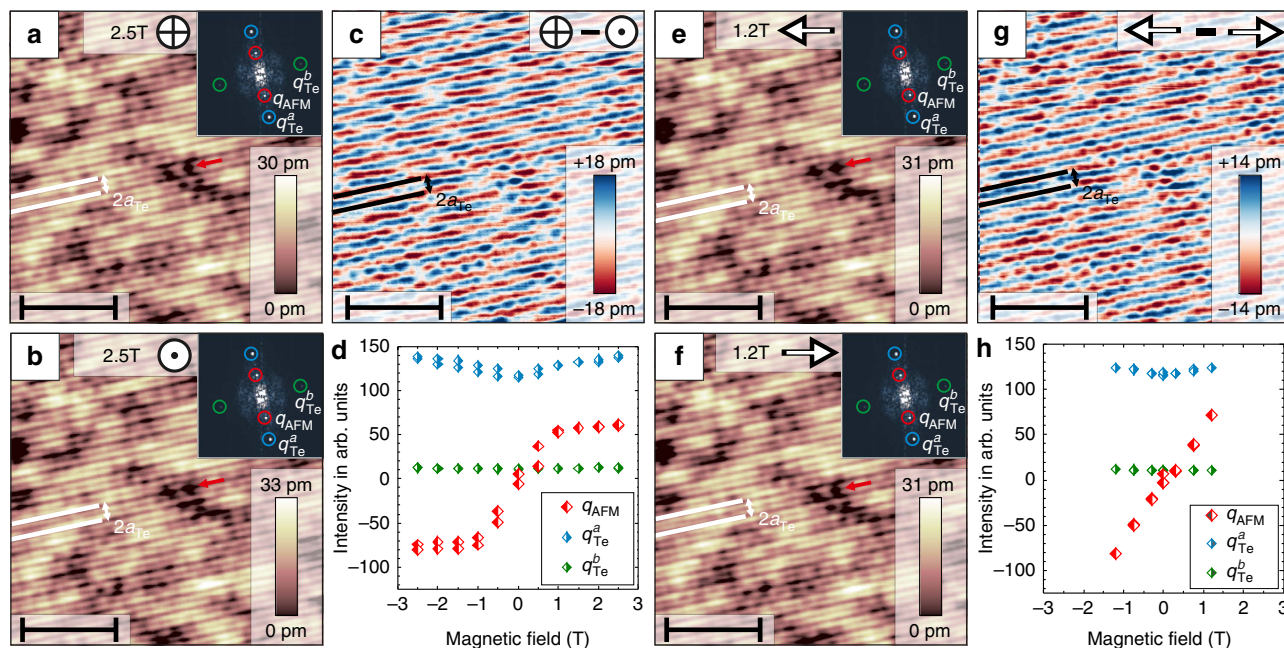 a
2.5T
q^b_Te
q_AFM
q^a_Te
30 pm
2a_Te
0 pm
c
–
+18 pm
2a_Te
–18 pm
e
1.2T
q^b_Te
q_AFM
q^a_Te
31 pm
2a_Te
0 pm
g
–
+14 pm
2a_Te
–14 pm
b
2.5T
q^b_Te
q_AFM
q^a_Te
33 pm
2a_Te
0 pm
d
150
100
50
0
–50
–100
Intensity in arb. units
q_AFM
q^a_Te
q^b_Te
–3 –2 –1 0 1 2 3
Magnetic field (T)
f
1.2T
q^b_Te
q_AFM
q^a_Te
31 pm
2a_Te
0 pm
h
150
100
50
0
–50
–100
Intensity in arb. units
q_AFM
q^a_Te
q^b_Te
–3 –2 –1 0 1 2 3
Magnetic field (T)